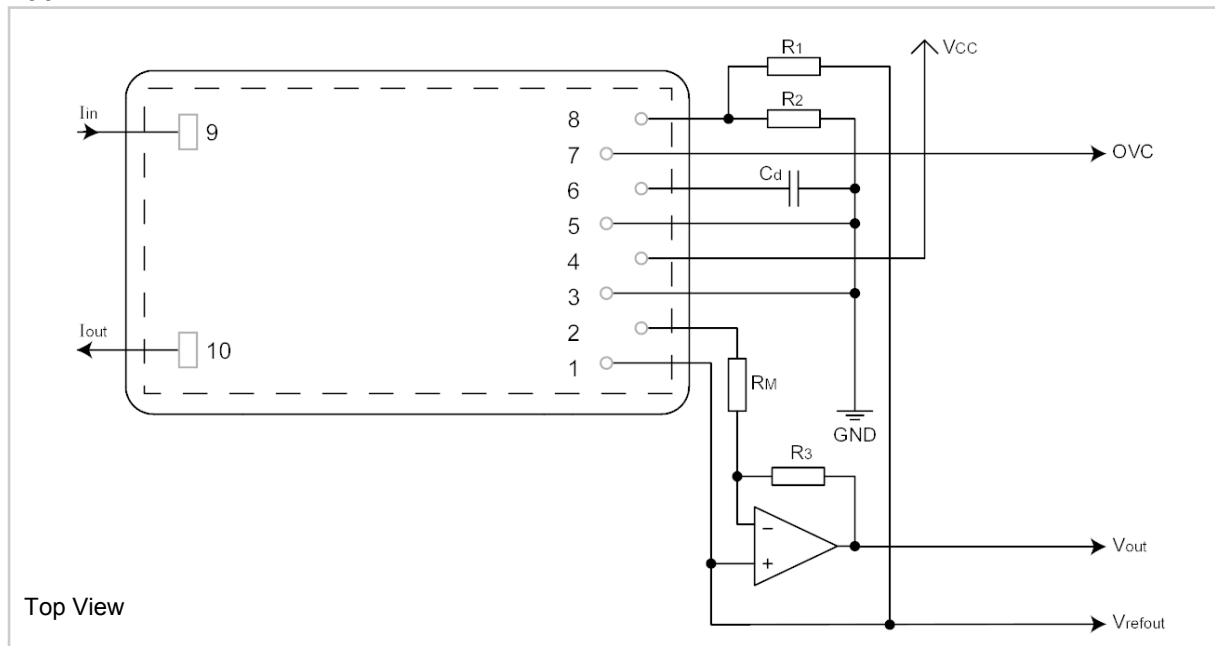 R1
VCC
R2
Iin
9
8
7
OVC
6
Cd
5
4
3
Iout
10
2
1
RM
GND
R3
−
+
Vout
Top View
Vrefout